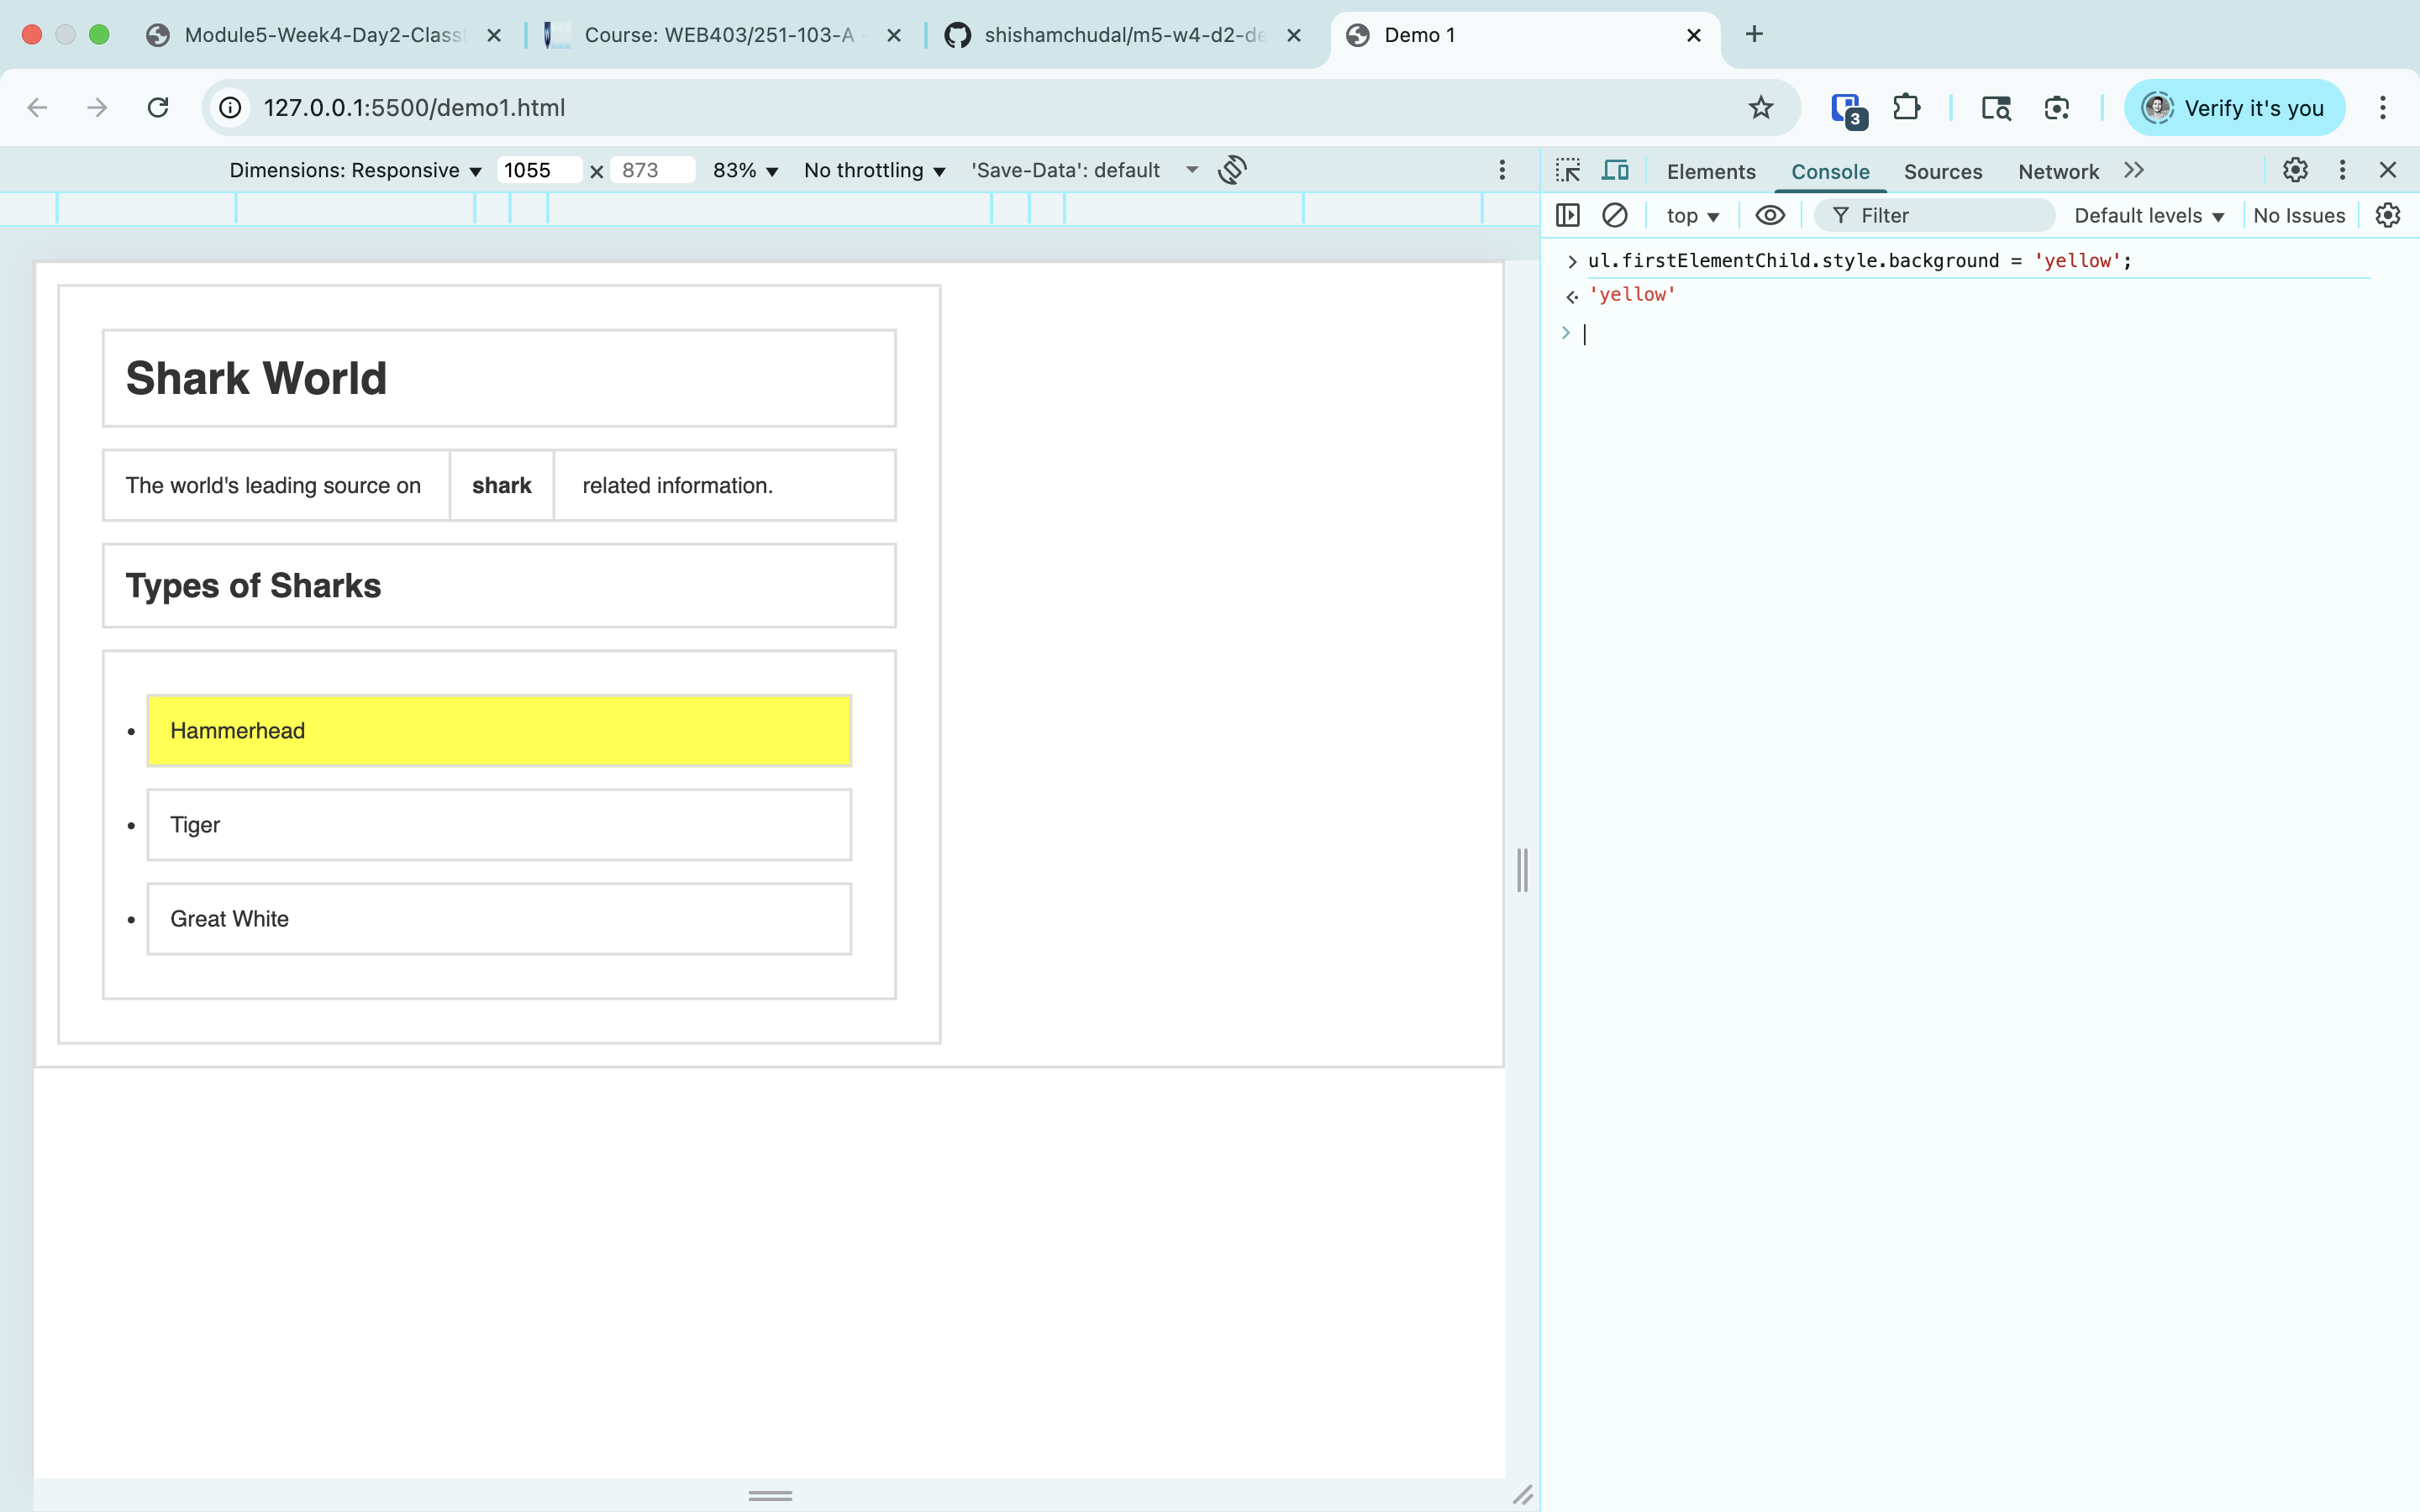 Module5-Week4-Day2-Class
Course: WEB403/251-103-A -
shishamchudal/m5-w4-d2-de
Demo 1
127.0.0.1:5500/demo1.html
3
Verify it's you
Dimensions: Responsive 1055 × 873 83% No throttling 'Save-Data': default
Elements Console Sources Network
top Filter Default levels No Issues
ul.firstElementChild.style.background = 'yellow';
'yellow'
Shark World
The world's leading source on shark related information.
Types of Sharks
• Hammerhead
• Tiger
• Great White